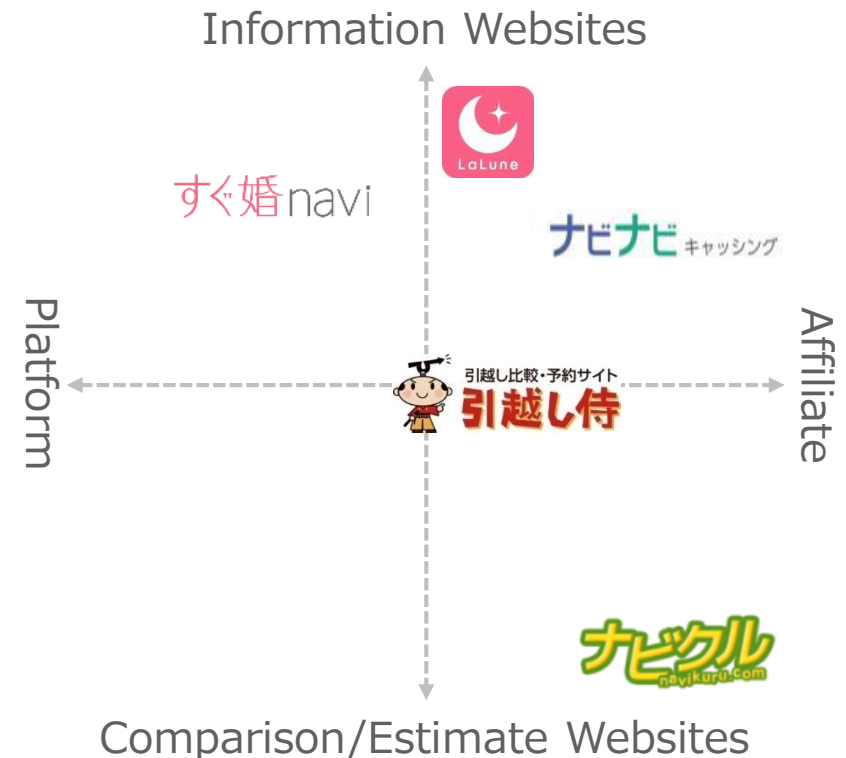 Information Websites
LaLune
すぐ婚navi
ナビナビ キャッシング
Platform
Affiliate
引越し比較・予約サイト
引越し侍
ナビクル
navikuru.com
Comparison/Estimate Websites